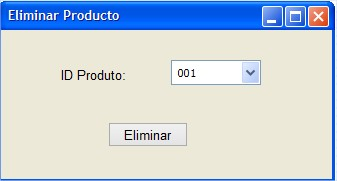 Eliminar Producto
ID Produto: 001
Eliminar